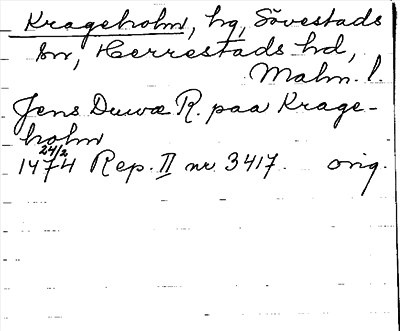 Krageholm, hg, Sövestads
sn, Herrestads hd,
Malm. l.
Jens Duvæ R. paa Krage-
holm
24/2
1474 Rep. II nr 3417. orig.